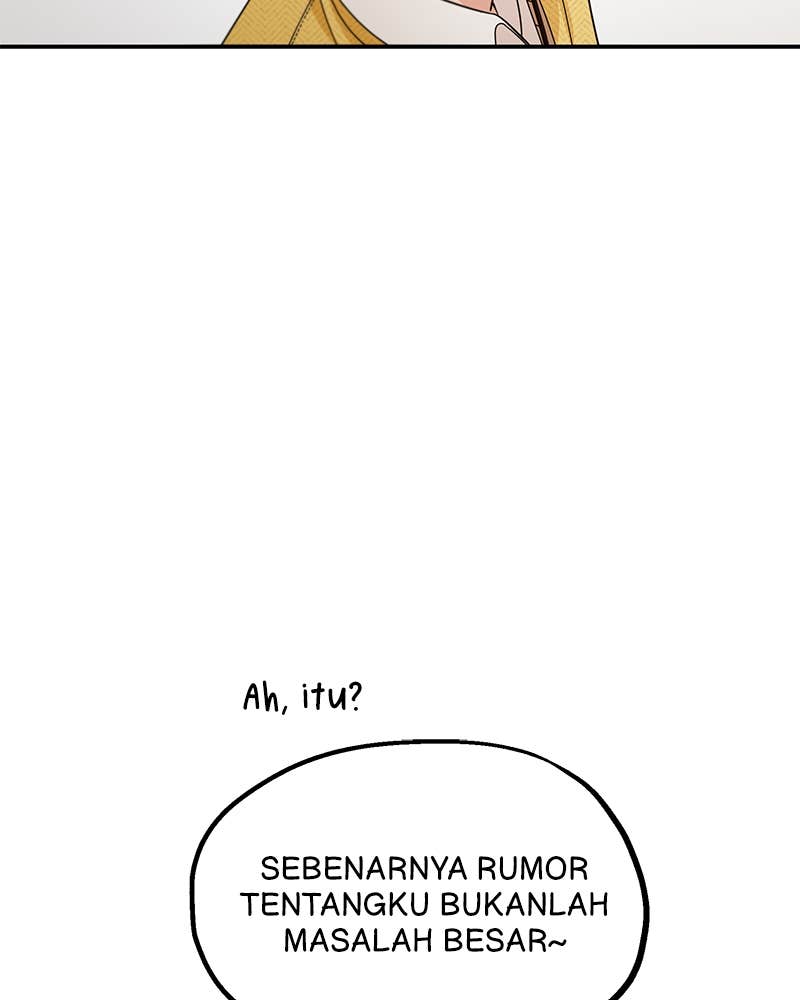 Ah, itu?
SEBENARNYA RUMOR
TENTANGKU BUKANLAH
MASALAH BESAR~